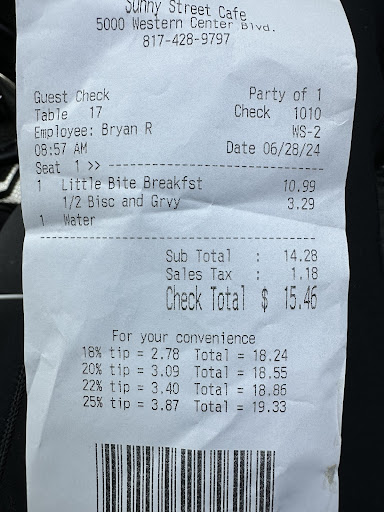 Sunny Street Cafe
5000 Western Center Blvd.
817-428-9797
Guest Check Party of 1
Table 17 Check 1010
Employee: Bryan R WS-2
08:57 AM Date 06/28/24
Seat 1 >> --------------------------------
1 Little Bite Breakfst 10.99
1/2 Bisc and Grvy 3.29
1 Water
----------------------------------------
Sub Total : 14.28
Sales Tax : 1.18
Check Total $ 15.46
For your convenience
18% tip = 2.78 Total = 18.24
20% tip = 3.09 Total = 18.55
22% tip = 3.40 Total = 18.86
25% tip = 3.87 Total = 19.33